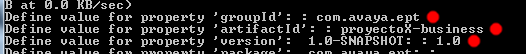 B at 0.0 KB/sec>
Define value for property 'groupId': : com.avaya.ept
Define value for property 'artifactId': : proyectoX-business
Define value for property 'version': 1.0-SNAPSHOT: : 1.0
Define value for property 'package': com.avaya.ept: :